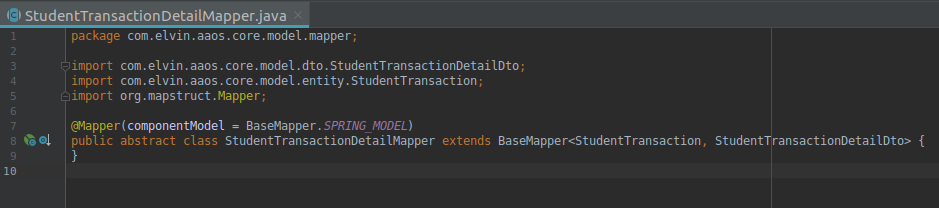 StudentTransactionDetailMapper.java
1 package com.elvin.aaos.core.model.mapper;
2
3 import com.elvin.aaos.core.model.dto.StudentTransactionDetailDto;
4 import com.elvin.aaos.core.model.entity.StudentTransaction;
5 import org.mapstruct.Mapper;
6
7 @Mapper(componentModel = BaseMapper.SPRING_MODEL)
8 public abstract class StudentTransactionDetailMapper extends BaseMapper<StudentTransaction, StudentTransactionDetailDto> {
9 }
10